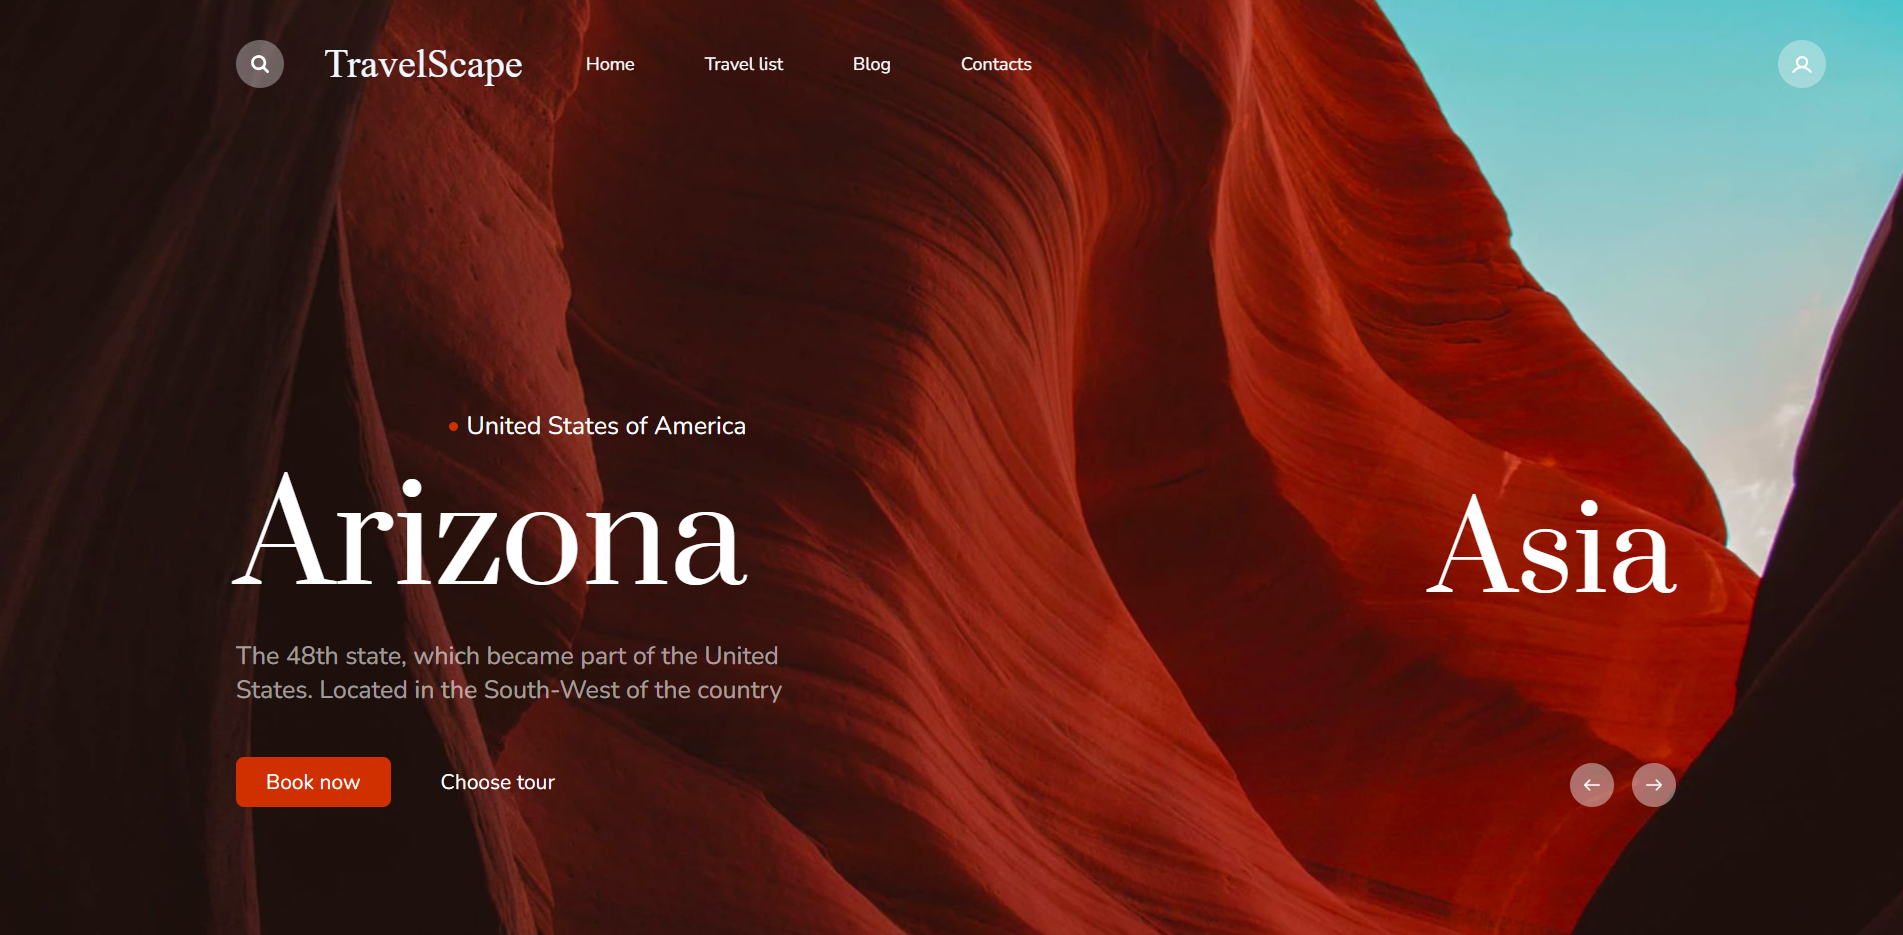 TravelScape
Home
Travel list
Blog
Contacts
United States of America
Arizona
Asia
The 48th state, which became part of the United
States. Located in the South-West of the country
Book now
Choose tour